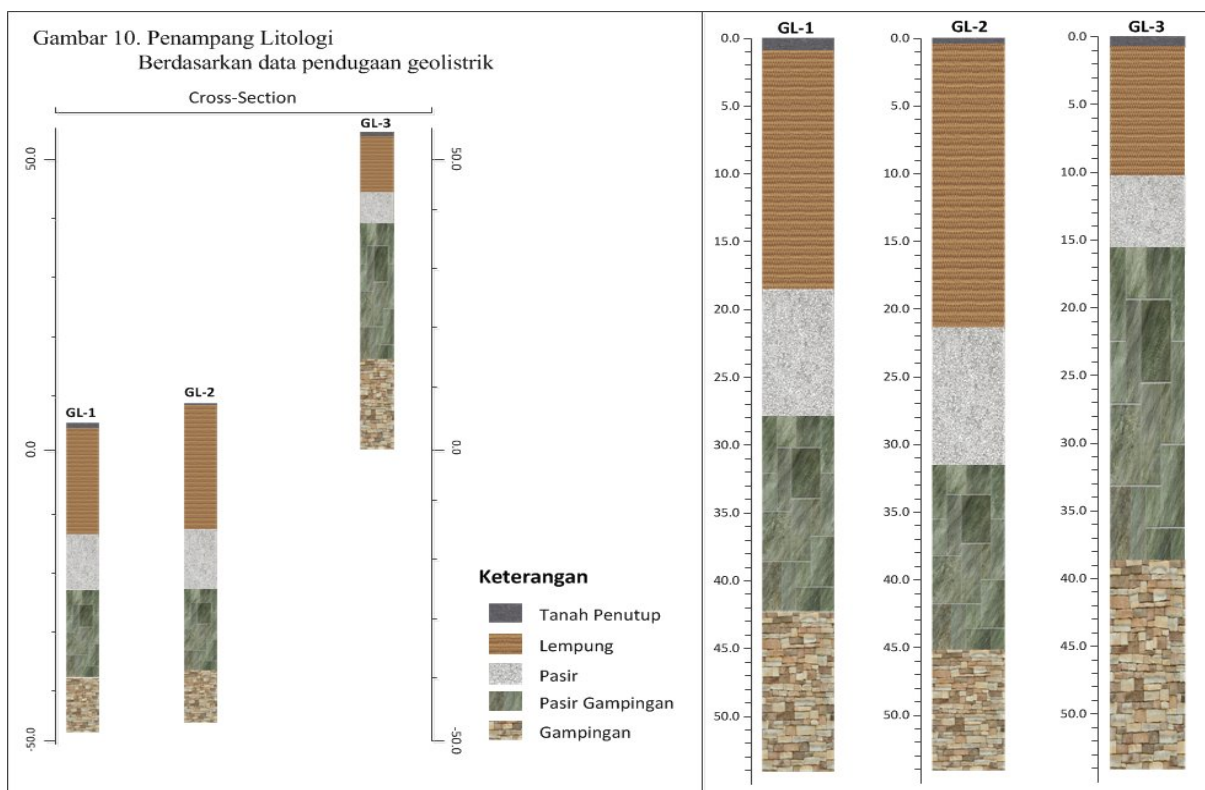 Gambar 10. Penampang Litologi
Berdasarkan data pendugaan geolistrik
Cross-Section
50.0
0.0
-50.0
50.0
0.0
-50.0
GL-1
GL-2
GL-3
Keterangan
Tanah Penutup
Lempung
Pasir
Pasir Gampingan
Gampingan
GL-1
0.0
5.0
10.0
15.0
20.0
25.0
30.0
35.0
40.0
45.0
50.0
GL-2
0.0
5.0
10.0
15.0
20.0
25.0
30.0
35.0
40.0
45.0
50.0
GL-3
0.0
5.0
10.0
15.0
20.0
25.0
30.0
35.0
40.0
45.0
50.0